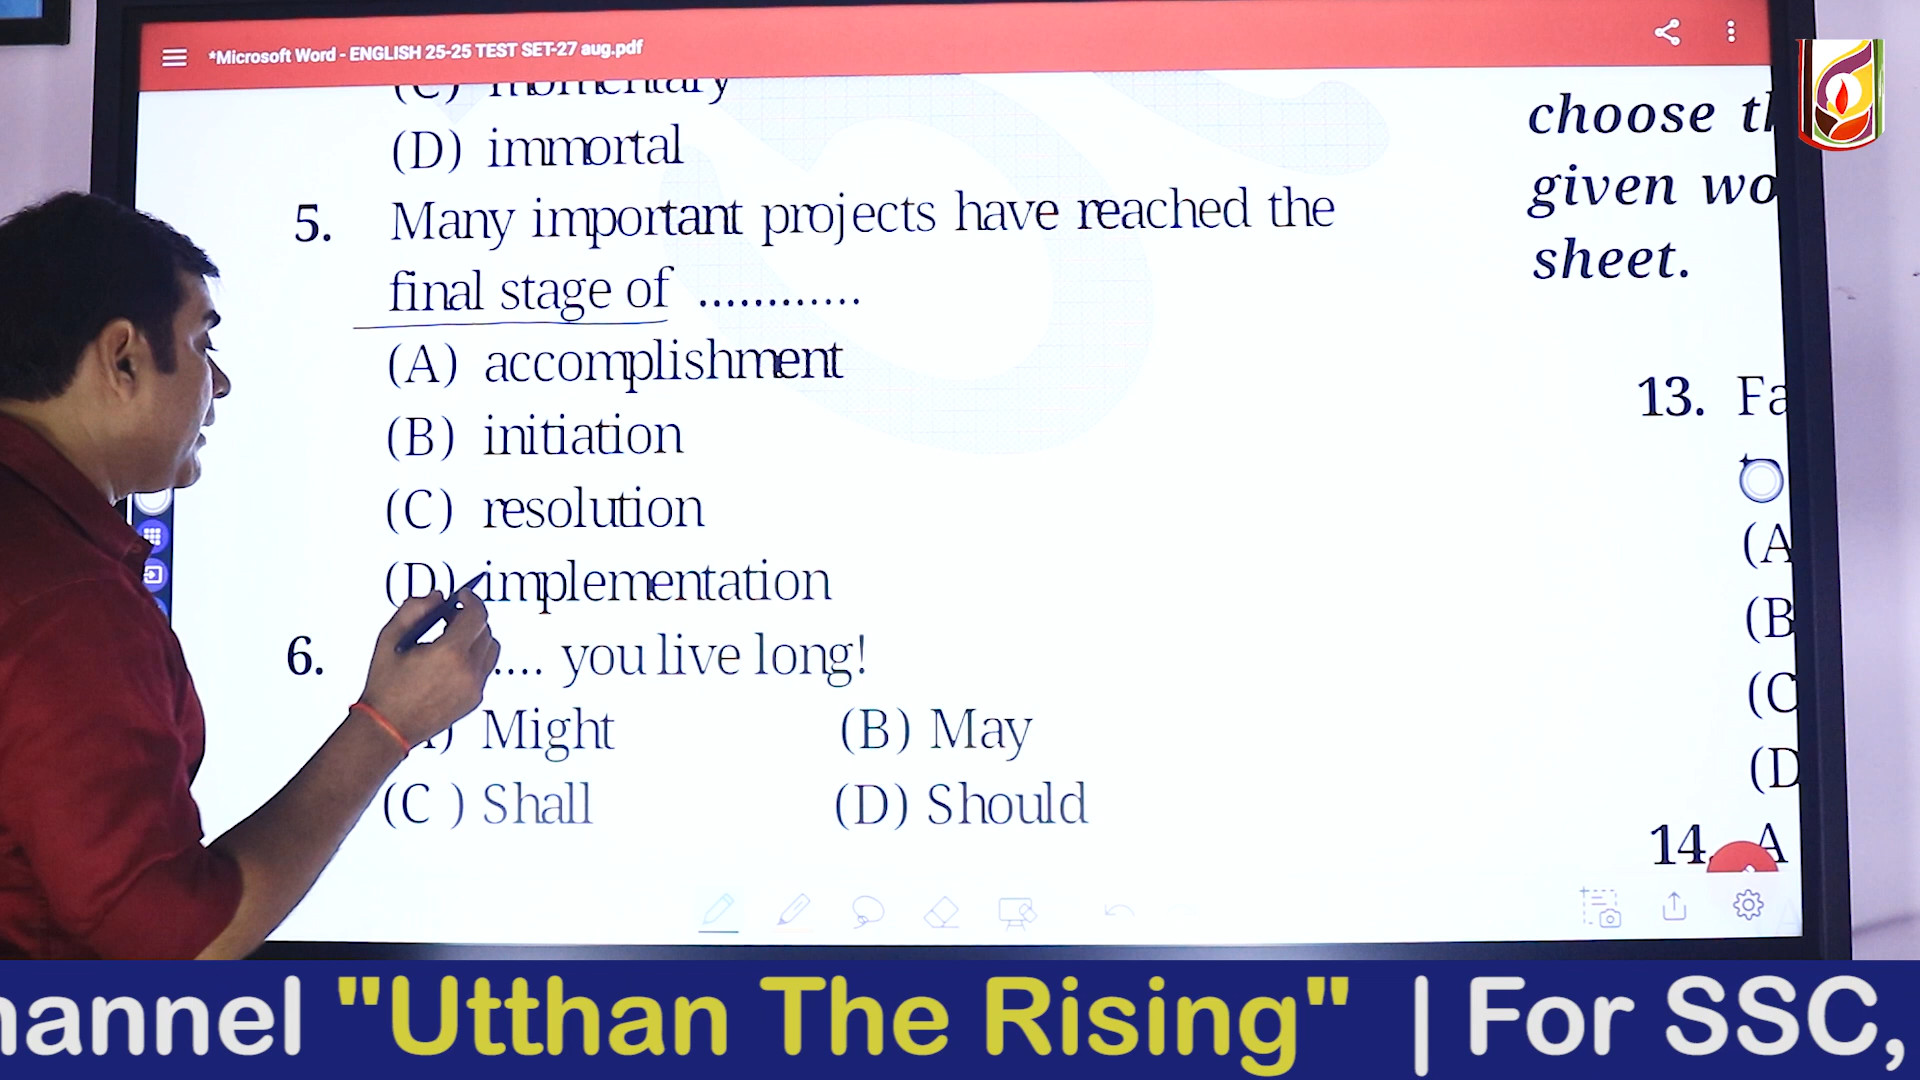 *Microsoft Word - ENGLISH 25-25 TEST SET-27 aug.pdf
(C) momentary
(D) immortal
5. Many important projects have reached the
final stage of ............
(A) accomplishment
(B) initiation
(C) resolution
(D) implementation
6. .... you live long!
) Might (B) May
(C ) Shall (D) Should
choose
given
sheet.
13.
(A
(B
(C
(D
14. A
"Utthan The Rising" | For SSC,